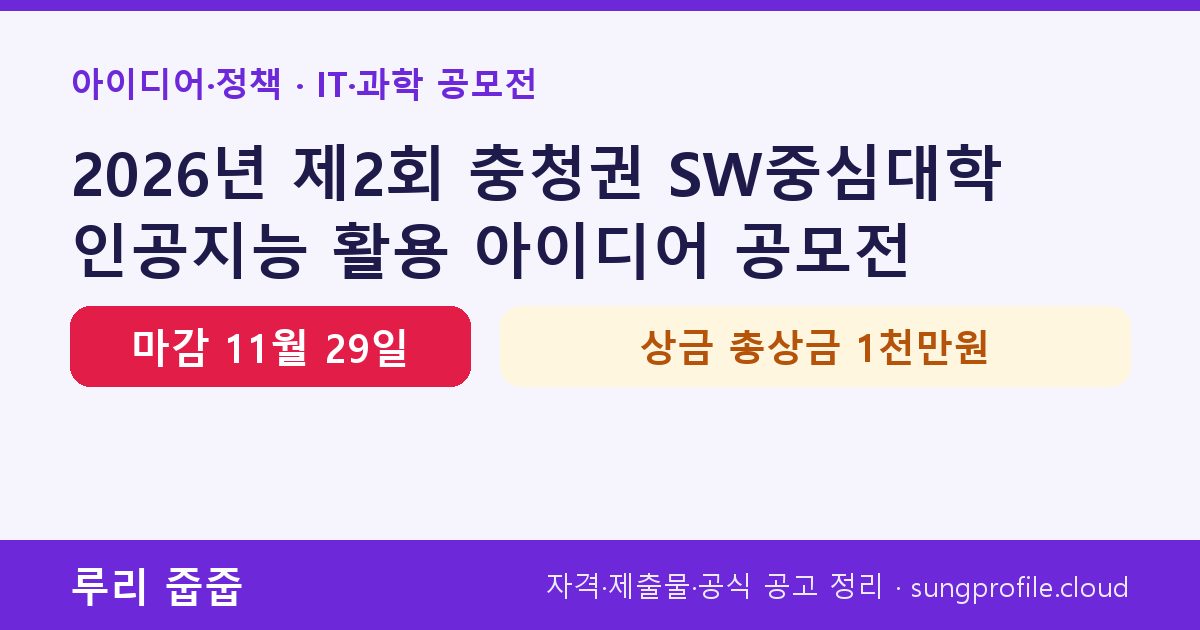 아이디어·정책 · IT·과학 공모전
2026년 제2회 충청권 SW중심대학
인공지능 활용 아이디어 공모전
마감 11월 29일
상금 총상금 1천만원
루리 줍줍
자격·제출물·공식 공고 정리 · sungprofile.cloud